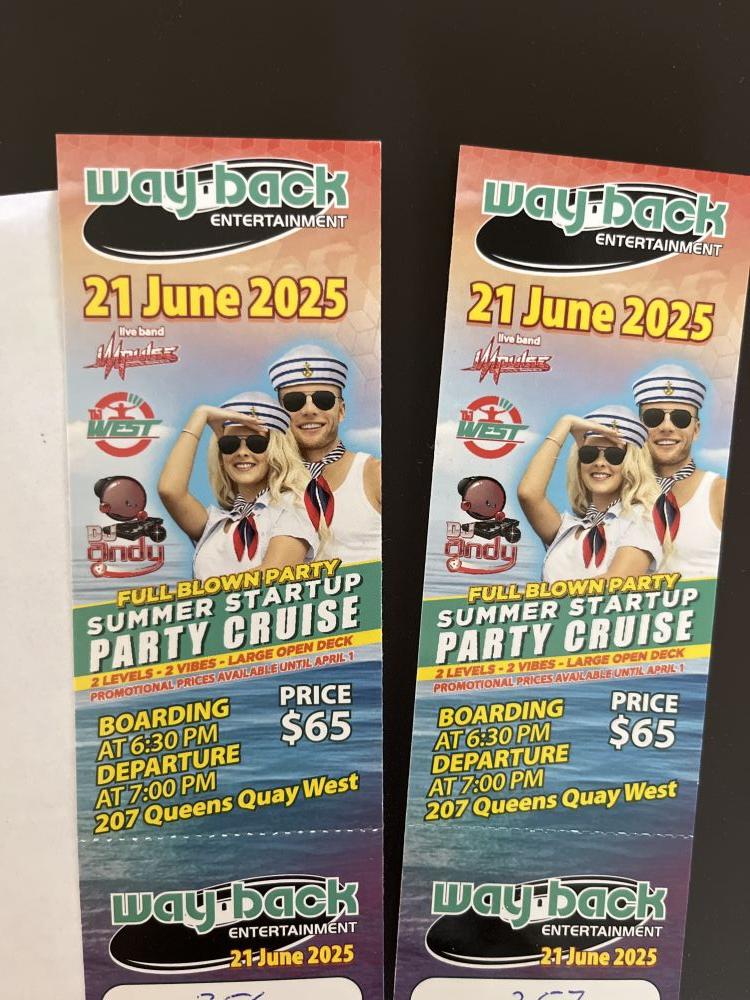 way·back
ENTERTAINMENT
21 June 2025
live band
IMPULSE
WEST
DJ
andy
FULL BLOWN PARTY
SUMMER STARTUP
PARTY CRUISE
2 LEVELS - 2 VIBES - LARGE OPEN DECK
PROMOTIONAL PRICES AVAILABLE UNTIL APRIL 1
BOARDING
AT 6:30 PM
DEPARTURE
AT 7:00 PM
207 Queens Quay West
PRICE
$65
way·back
ENTERTAINMENT
21 June 2025
way·back
ENTERTAINMENT
21 June 2025
live band
IMPULSE
WEST
DJ
andy
FULL BLOWN PARTY
SUMMER STARTUP
PARTY CRUISE
2 LEVELS - 2 VIBES - LARGE OPEN DECK
PROMOTIONAL PRICES AVAILABLE UNTIL APRIL 1
BOARDING
AT 6:30 PM
DEPARTURE
AT 7:00 PM
207 Queens Quay West
PRICE
$65
way·back
ENTERTAINMENT
21 June 2025